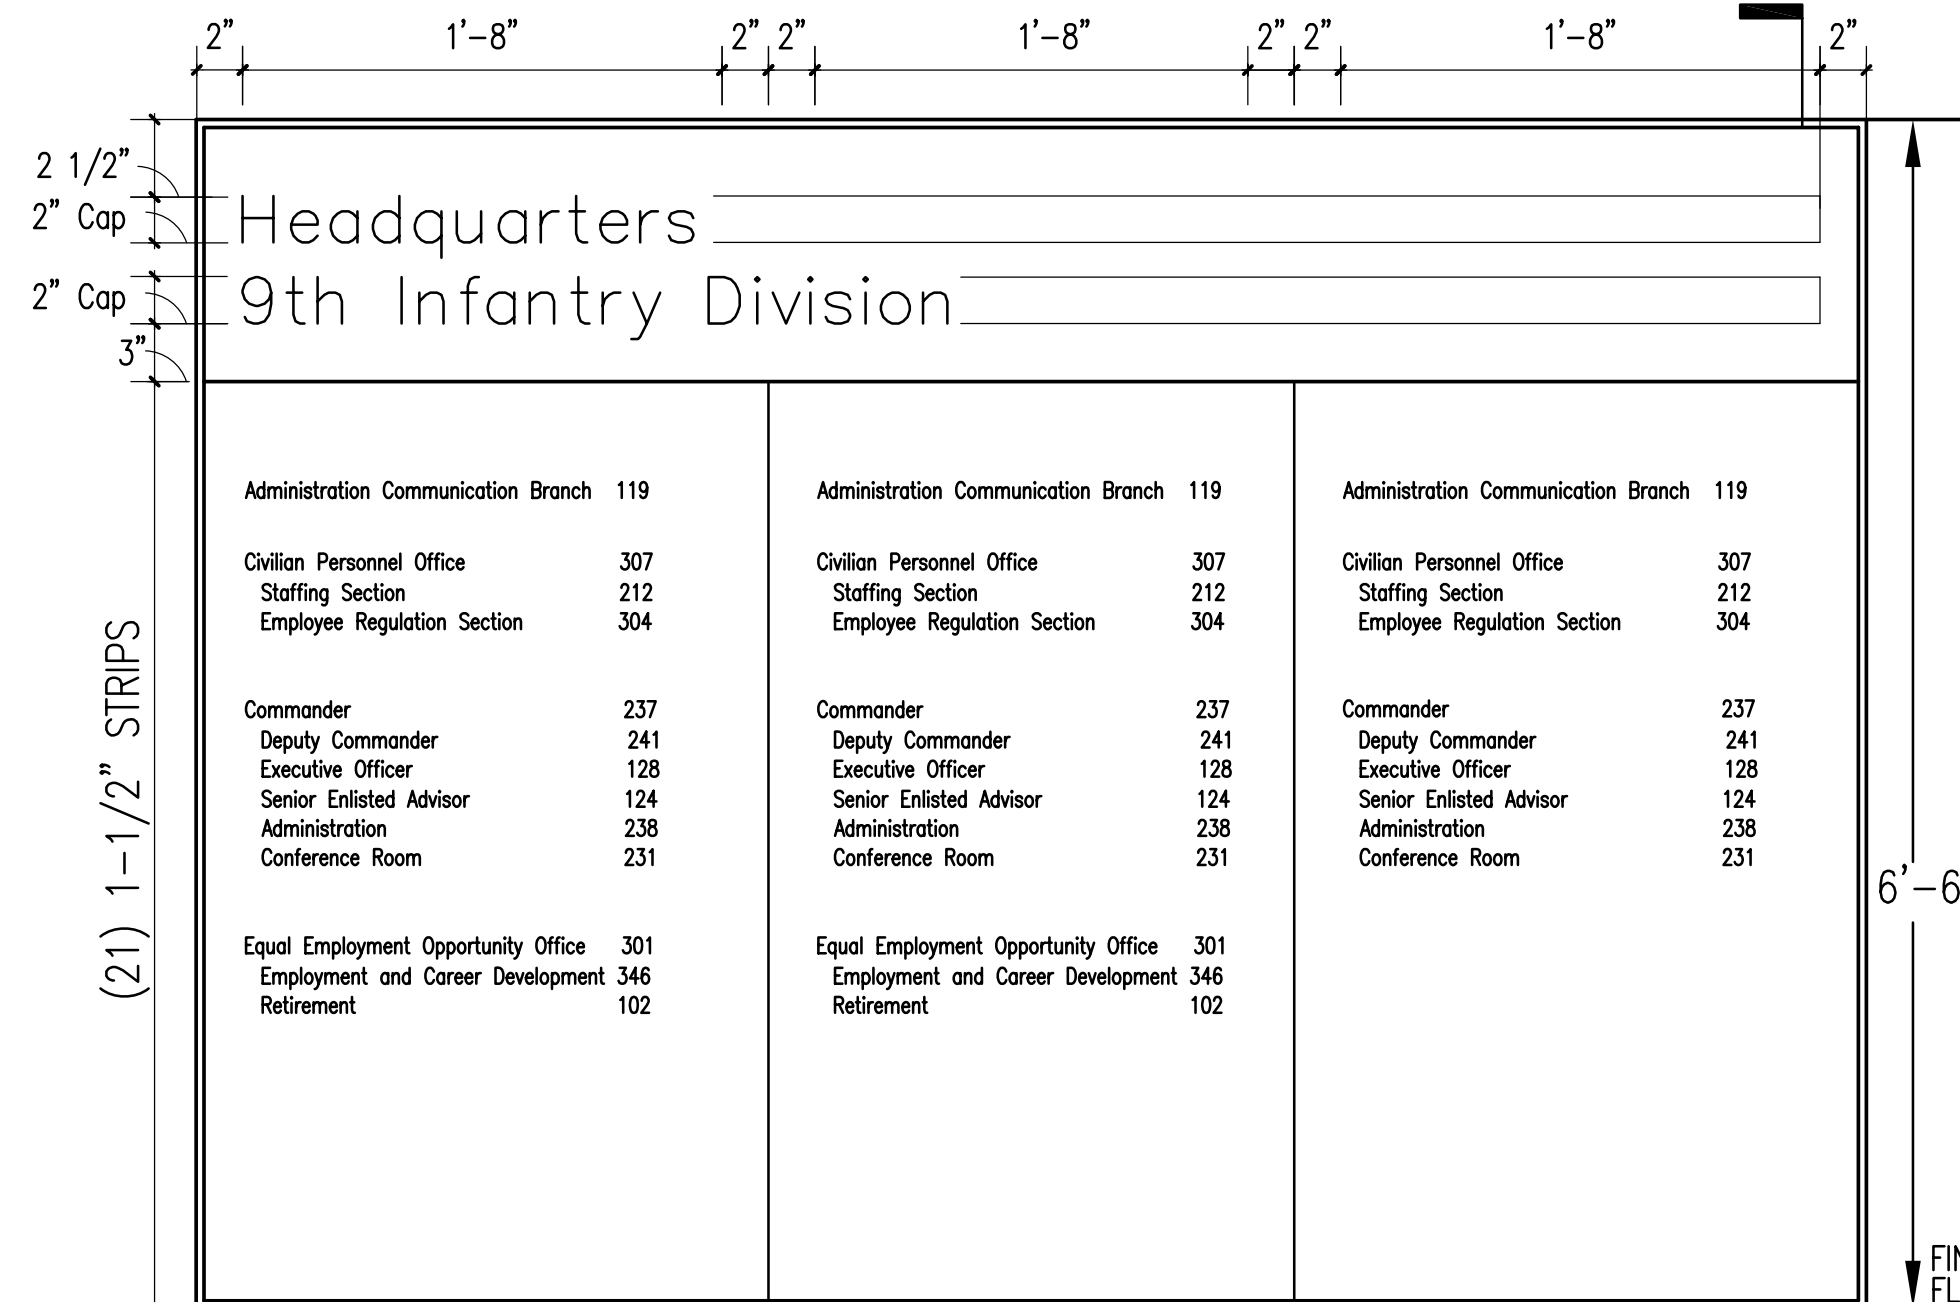 2” 1’-8” 2” 2” 1’-8” 2” 2” 1’-8” 2”
2 1/2”
2” Cap
Headquarters
2” Cap
9th Infantry Division
3”
(21) 1-1/2” STRIPS
Administration Communication Branch 119
Civilian Personnel Office 307
Staffing Section 212
Employee Regulation Section 304
Commander 237
Deputy Commander 241
Executive Officer 128
Senior Enlisted Advisor 124
Administration 238
Conference Room 231
Equal Employment Opportunity Office 301
Employment and Career Development 346
Retirement 102
Administration Communication Branch 119
Civilian Personnel Office 307
Staffing Section 212
Employee Regulation Section 304
Commander 237
Deputy Commander 241
Executive Officer 128
Senior Enlisted Advisor 124
Administration 238
Conference Room 231
Equal Employment Opportunity Office 301
Employment and Career Development 346
Retirement 102
Administration Communication Branch 119
Civilian Personnel Office 307
Staffing Section 212
Employee Regulation Section 304
Commander 237
Deputy Commander 241
Executive Officer 128
Senior Enlisted Advisor 124
Administration 238
Conference Room 231
6’-6